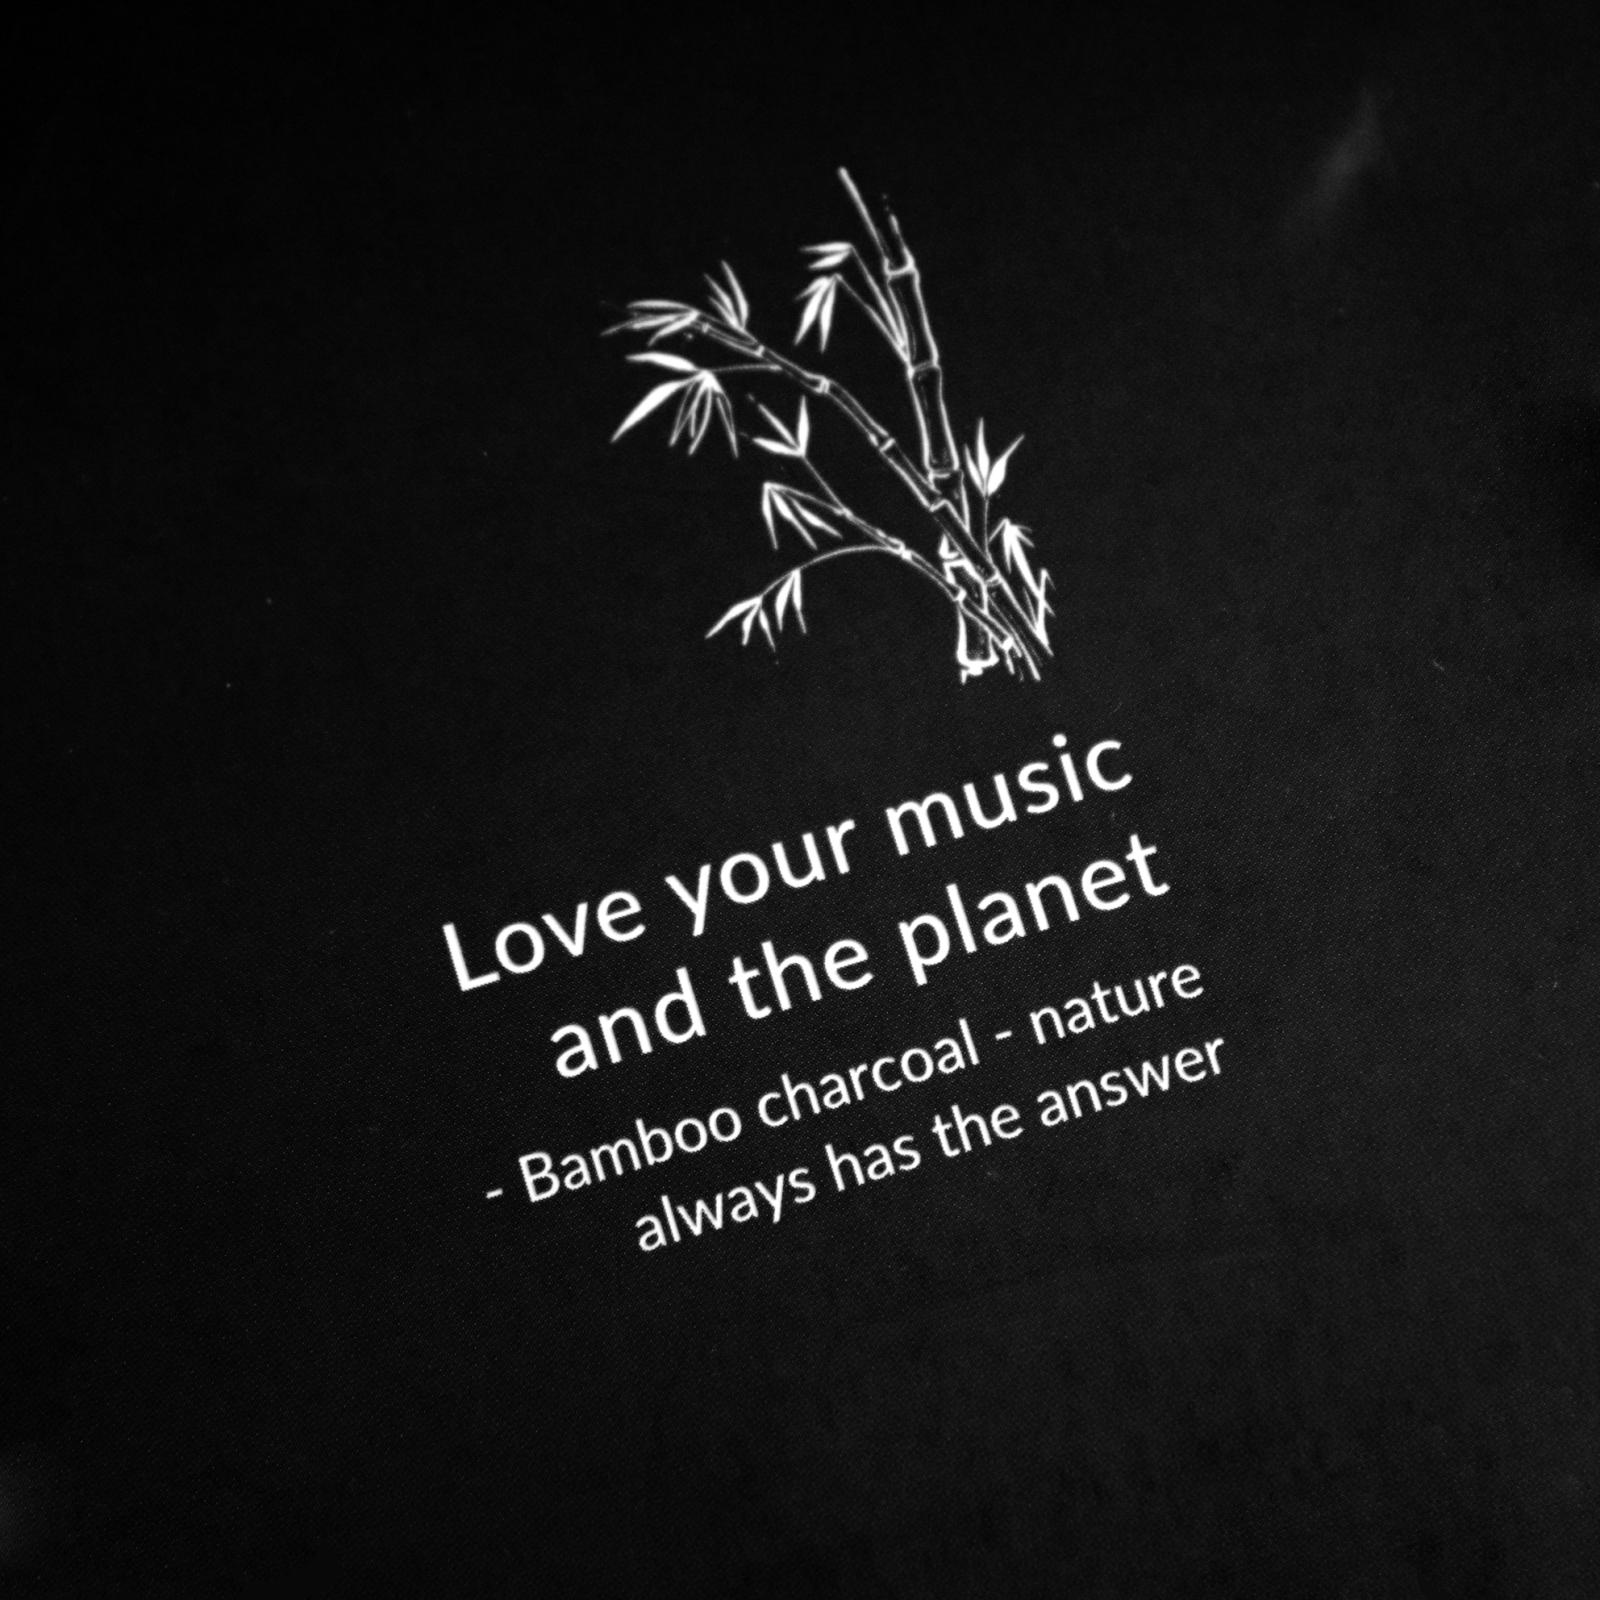 Love your music
and the planet
- Bamboo charcoal - nature
always has the answer